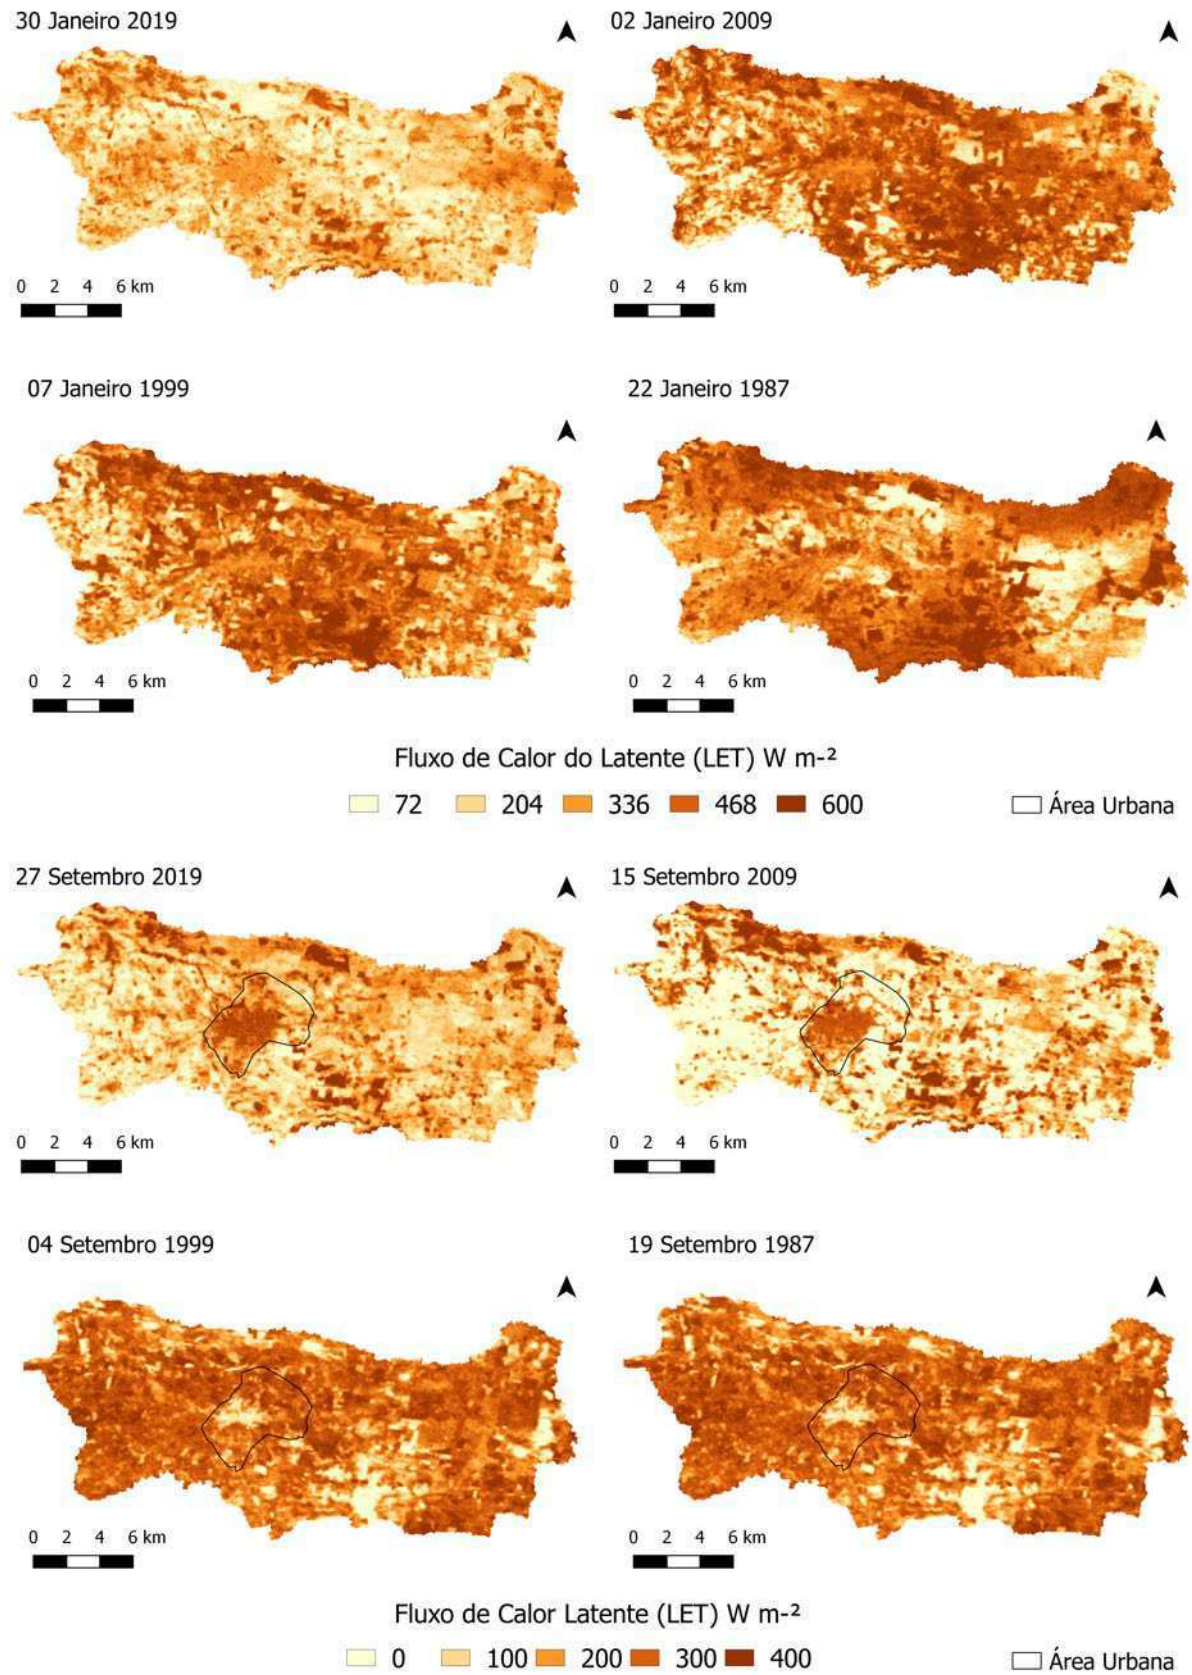 30 Janeiro 2019
02 Janeiro 2009
0 2 4 6 km
0 2 4 6 km
07 Janeiro 1999
22 Janeiro 1987
0 2 4 6 km
0 2 4 6 km
Fluxo de Calor do Latente (LET) W m-²
72 204 336 468 600 Área Urbana
27 Setembro 2019
15 Setembro 2009
0 2 4 6 km
0 2 4 6 km
04 Setembro 1999
19 Setembro 1987
0 2 4 6 km
0 2 4 6 km
Fluxo de Calor Latente (LET) W m-²
0 100 200 300 400 Área Urbana